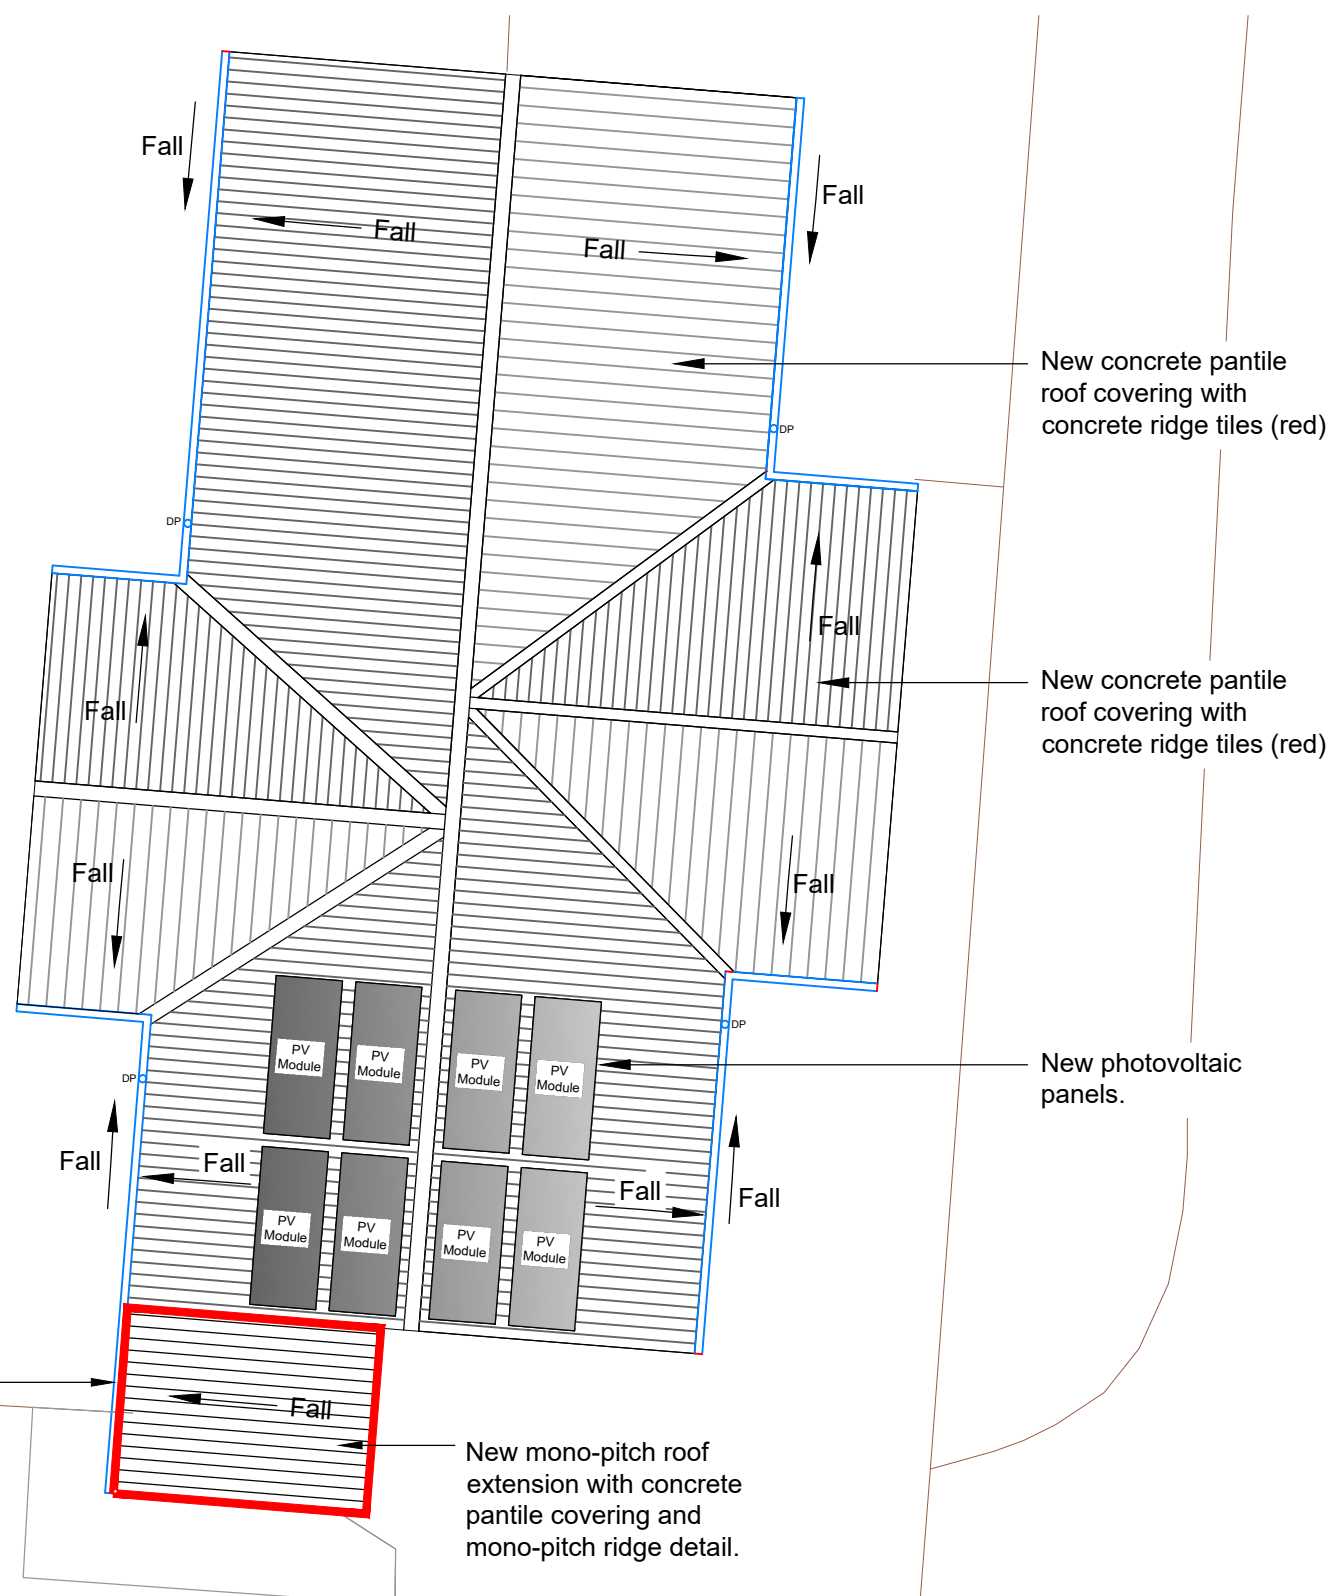 Fall
Fall
Fall
Fall
Fall
New concrete pantile
roof covering with
concrete ridge tiles (red)
DP
DP
Fall
Fall
New concrete pantile
roof covering with
concrete ridge tiles (red)
Fall
Fall
DP
PV
Module
PV
Module
PV
Module
PV
Module
New photovoltaic
panels.
DP
Fall
Fall
Fall
Fall
PV
Module
PV
Module
PV
Module
PV
Module
Fall
New mono-pitch roof
extension with concrete
pantile covering and
mono-pitch ridge detail.